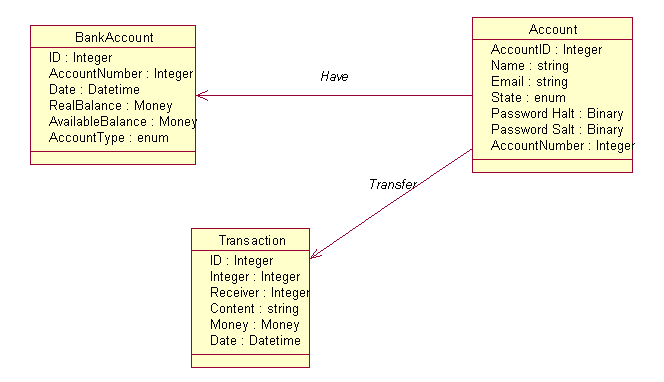 BankAccount
ID : Integer
AccountNumber : Integer
Date : Datetime
RealBalance : Money
AvailableBalance : Money
AccountType : enum
Have
Account
AccountID : Integer
Name : string
Email : string
State : enum
Password Halt : Binary
Password Salt : Binary
AccountNumber : Integer
Transfer
Transaction
ID : Integer
Integer : Integer
Receiver : Integer
Content : string
Money : Money
Date : Datetime